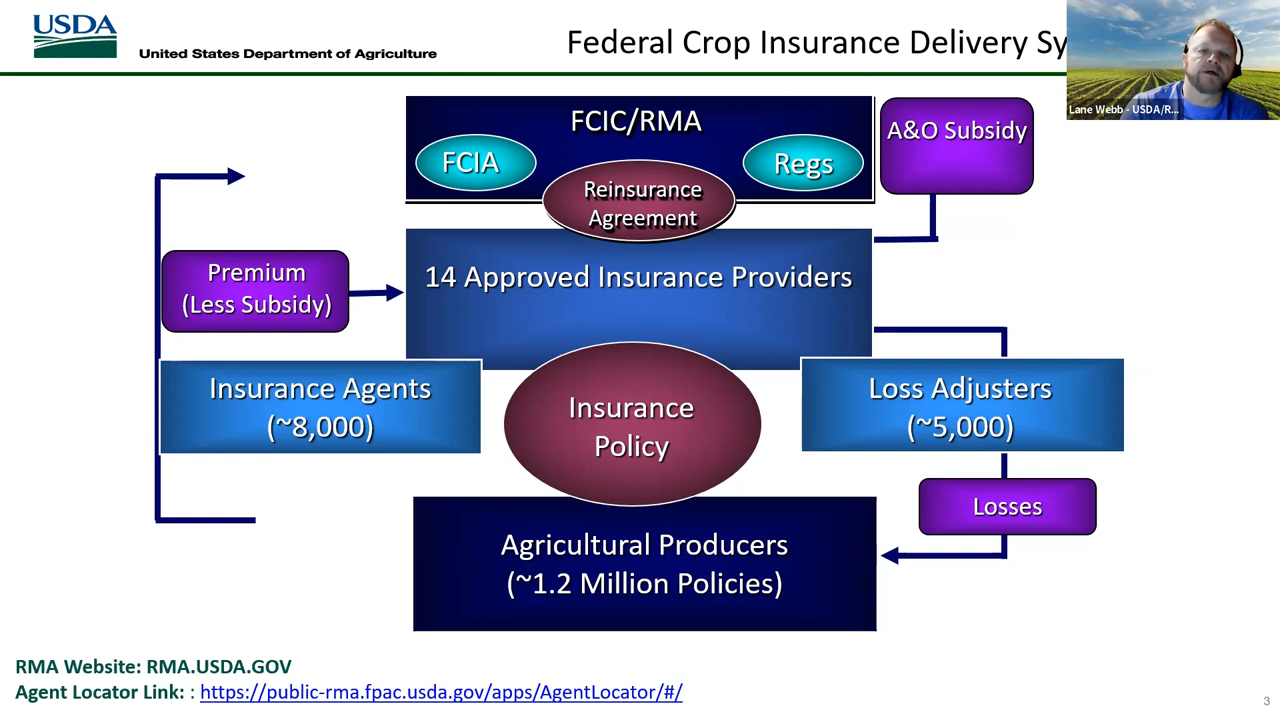 USDA
United States Department of Agriculture
Federal Crop Insurance Delivery Sy
Lane Webb - USDA/R...
FCIC/RMA
FCIA
Regs
Reinsurance
Agreement
A&O Subsidy
Premium
(Less Subsidy)
14 Approved Insurance Providers
Insurance Agents
(~8,000)
Insurance
Policy
Loss Adjusters
(~5,000)
Losses
Agricultural Producers
(~1.2 Million Policies)
RMA Website: RMA.USDA.GOV
Agent Locator Link: : https://public-rma.fpac.usda.gov/apps/AgentLocator/#/
3